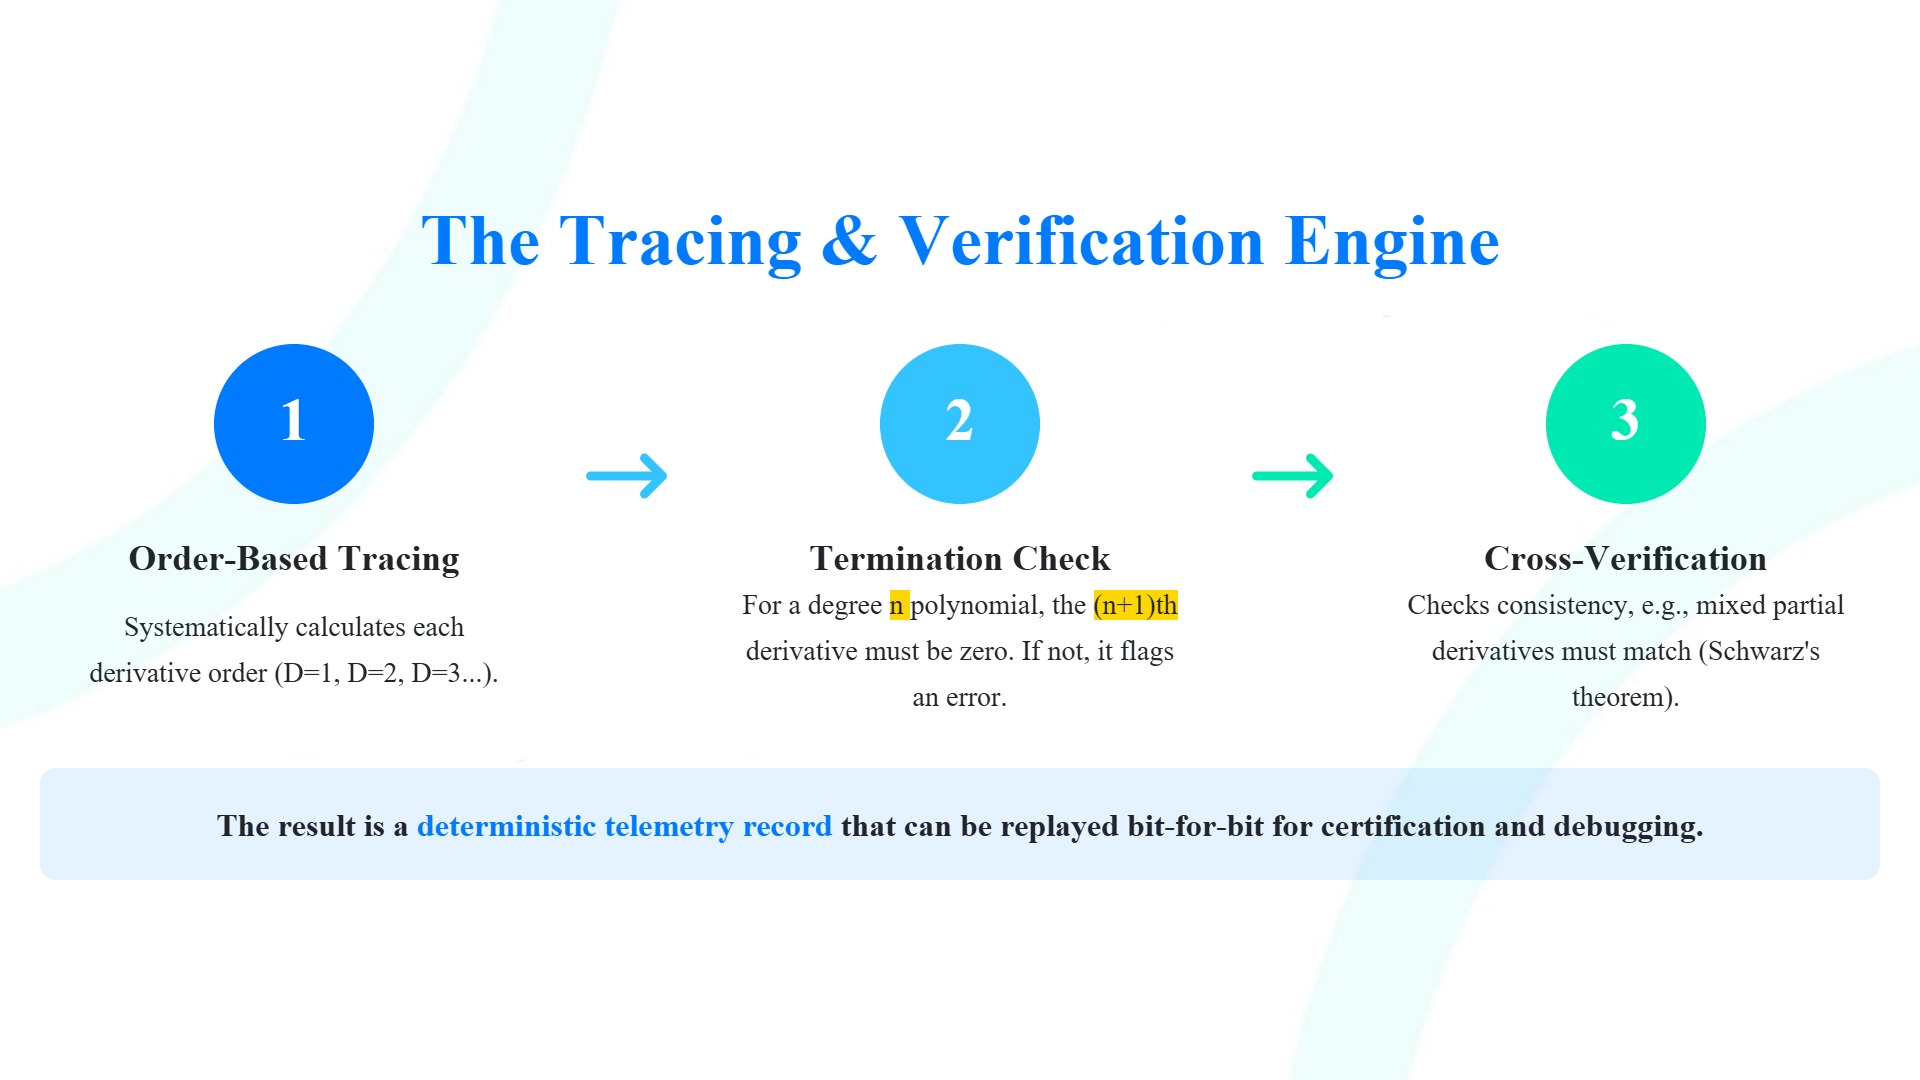 The Tracing & Verification Engine
1
2
3
Order-Based Tracing
Systematically calculates each
derivative order (D=1, D=2, D=3...).
Termination Check
For a degree n polynomial, the (n+1)th
derivative must be zero. If not, it flags
an error.
Cross-Verification
Checks consistency, e.g., mixed partial
derivatives must match (Schwarz's
theorem).
The result is a deterministic telemetry record that can be replayed bit-for-bit for certification and debugging.